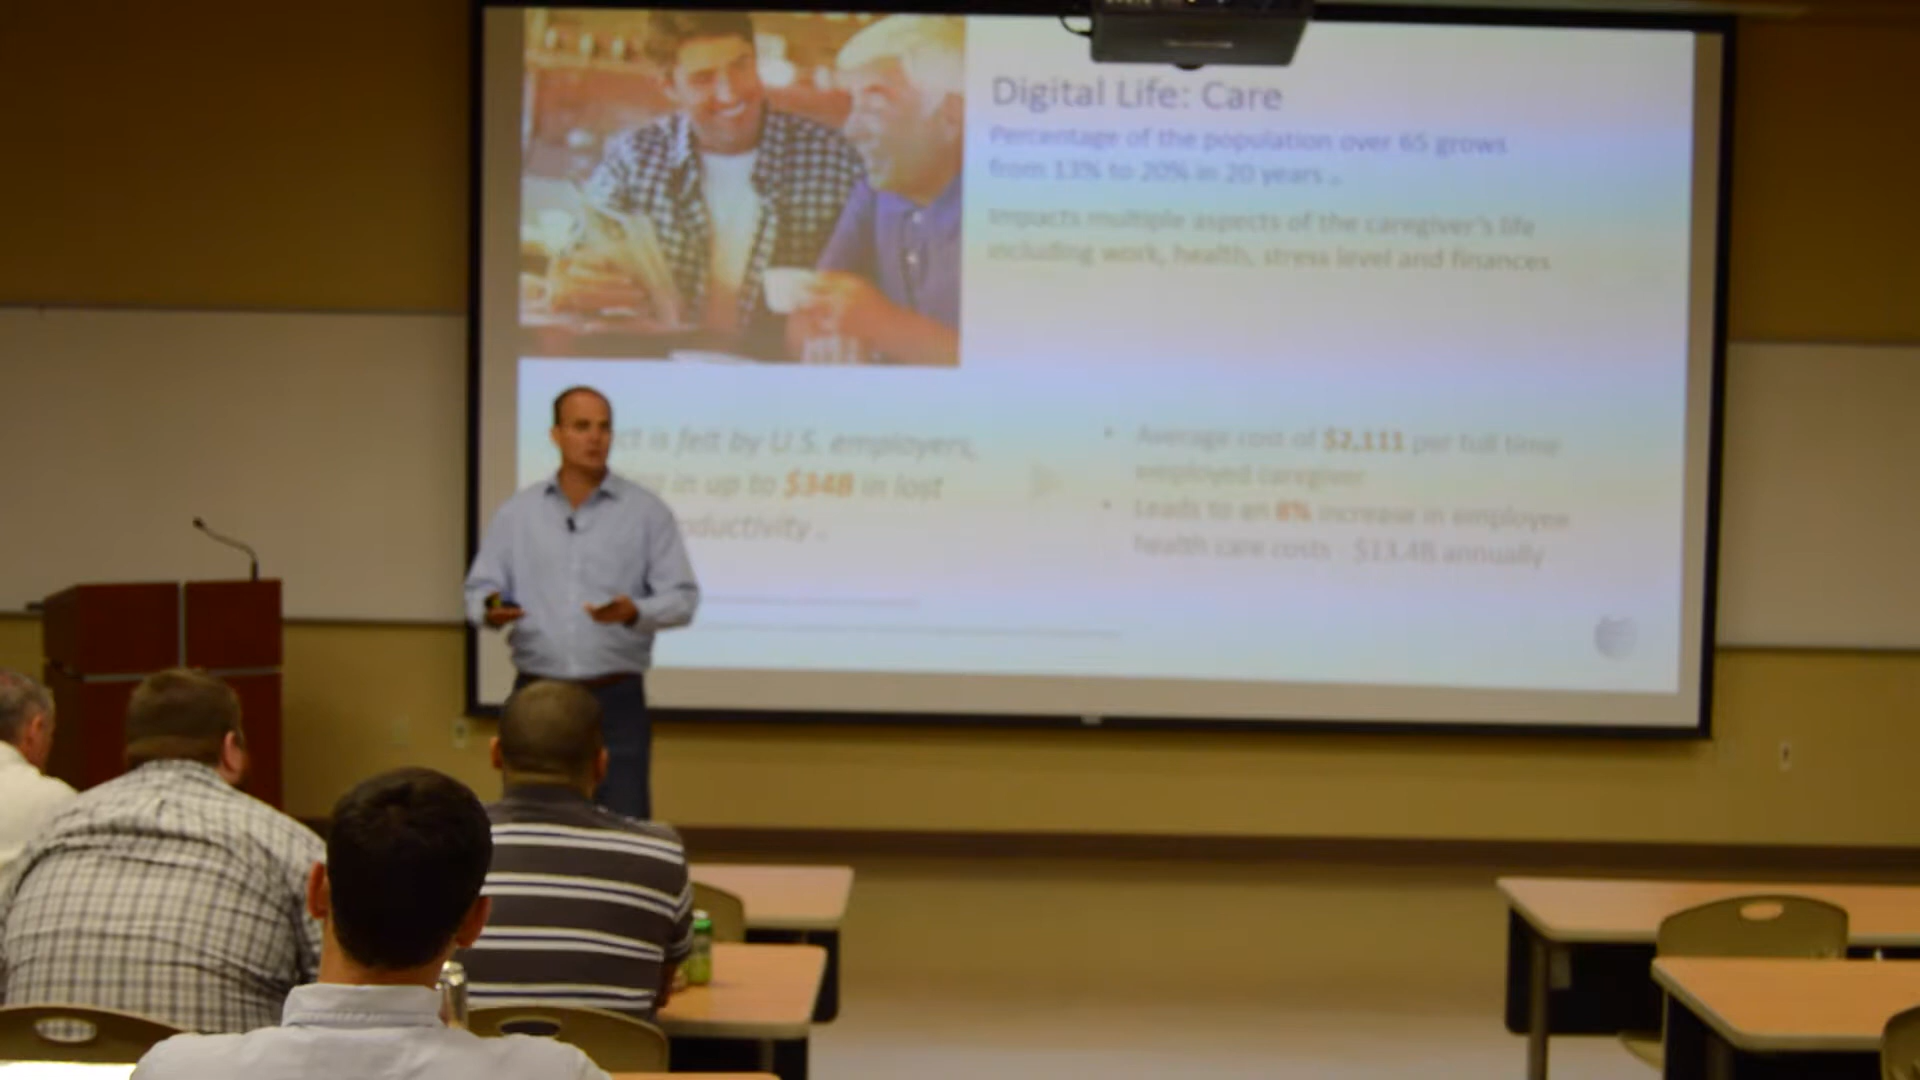 Digital Life: Care
Percentage of the population over 65 grows
from 13% to 20% in 20 years ..
Impacts multiple aspects of the caregiver's life
including work, health, stress level and finances
ct is felt by U.S. employers,
g in up to $34B in lost
oductivity ..
• Average cost of $2,111 per full time
employed caregiver
• Leads to an 8% increase in employee
health care costs - $13.4B annually